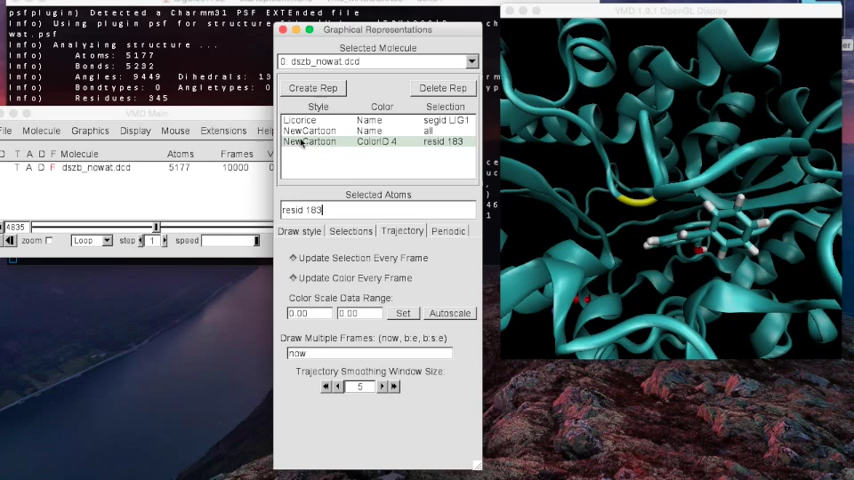 psfplugin) Detected a Charmm31 PSF EXTEnded file
Info) Using plugin psf for structure
wat.psf
Info) Analyzing structure ...
Info) Atoms: 5177
Info) Bonds: 5232
Info) Angles: 9449 Dihedrals: 13
Info) Bondtypes: 0 Angletypes: 0
Info) Residues: 345
VMD Main
File Molecule Graphics Display Mouse Extensions Help
T A D F Molecule Atoms Frames
T A D F dszb_nowat.dcd 5177 10000
4835
zoom Loop step 1 speed
Graphical Representations
Selected Molecule
0: dszb_nowat.dcd
Create Rep Delete Rep
Style Color Selection
Licorice Name segid LIG1
NewCartoon Name all
NewCartoon ColorID 4 resid 183
Selected Atoms
resid 183
Draw style Selections Trajectory Periodic
Update Selection Every Frame
Update Color Every Frame
Color Scale Data Range:
0.00 0.00 Set Autoscale
Draw Multiple Frames: (now, b:e, b:s:e)
now
Trajectory Smoothing Window Size:
5
VMD 1.9.1 OpenGL Display